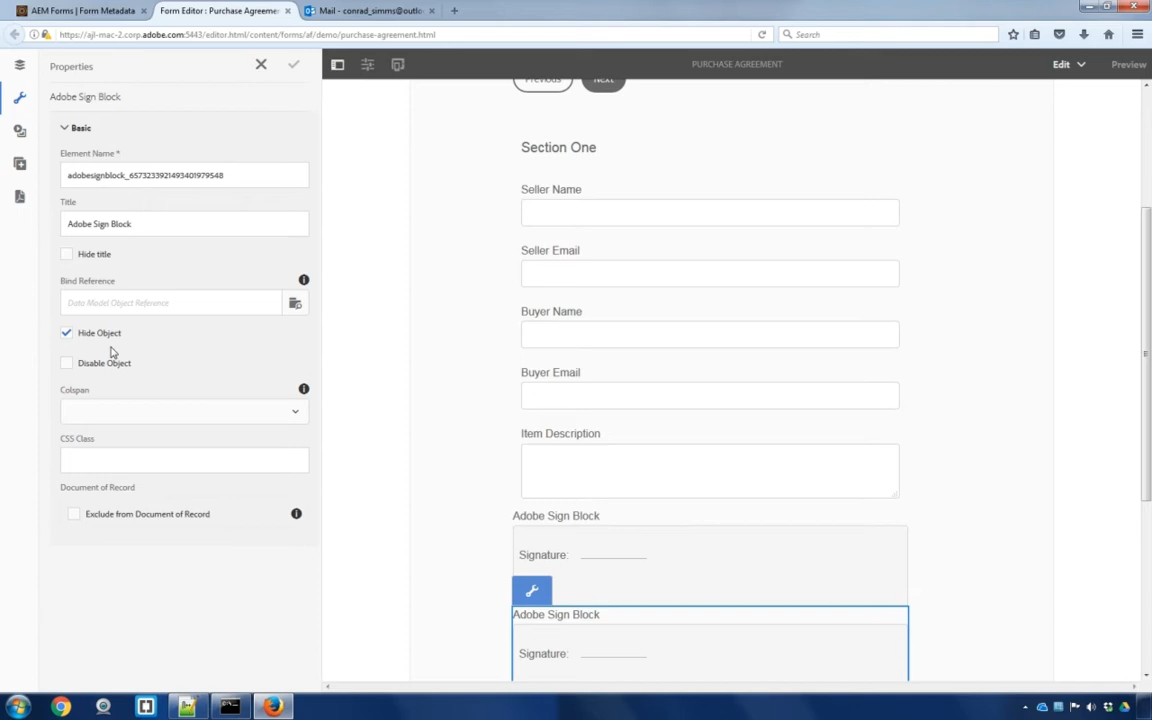 AEM Forms | Form Metadata
Form Editor : Purchase Agreeme
Mail - conrad_simms@outlo
https://ajl-mac-2.corp.adobe.com:5443/editor.html/content/forms/af/demo/purchase-agreement.html
Search
Properties
PURCHASE AGREEMENT
Edit
Preview
Previous
Next
Adobe Sign Block
Basic
Element Name *
adobesignblock_6573233921493401979548
Title
Adobe Sign Block
Hide title
Bind Reference
Data Model Object Reference
Hide Object
Disable Object
Colspan
CSS Class
Document of Record
Exclude from Document of Record
Section One
Seller Name
Seller Email
Buyer Name
Buyer Email
Item Description
Adobe Sign Block
Signature:
Adobe Sign Block
Signature: